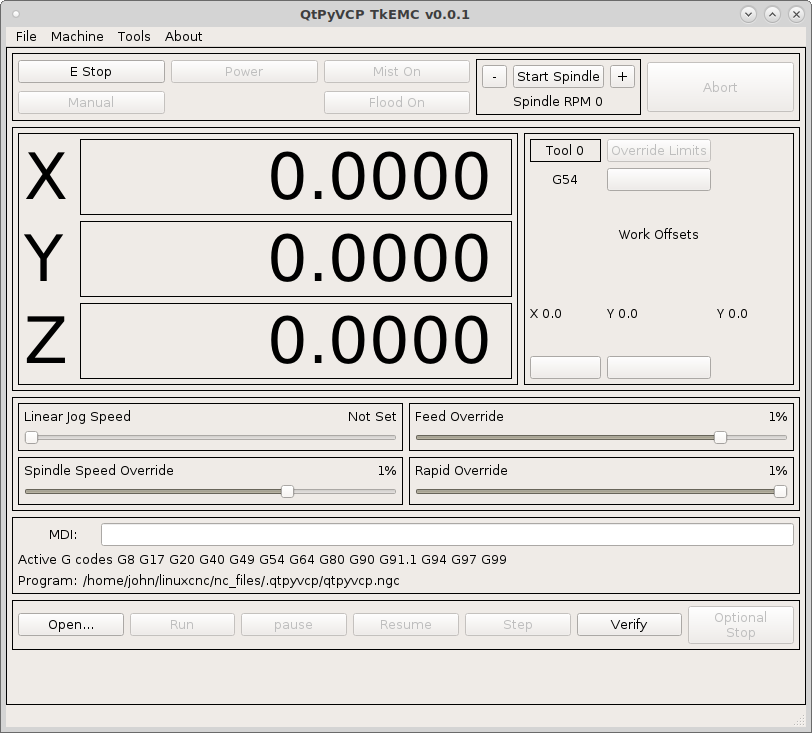 QtPyVCP TkEMC v0.0.1
File Machine Tools About
E Stop Power Mist On - Start Spindle + Abort
Manual Flood On Spindle RPM 0
X 0.0000 Tool 0 Override Limits
G54
Y 0.0000 Work Offsets
Z 0.0000 X 0.0 Y 0.0 Y 0.0
Linear Jog Speed Not Set Feed Override 1%
Spindle Speed Override 1% Rapid Override 1%
MDI:
Active G codes G8 G17 G20 G40 G49 G54 G64 G80 G90 G91.1 G94 G97 G99
Program: /home/john/linuxcnc/nc_files/.qtpyvcp/qtpyvcp.ngc
Open... Run pause Resume Step Verify Optional
Stop